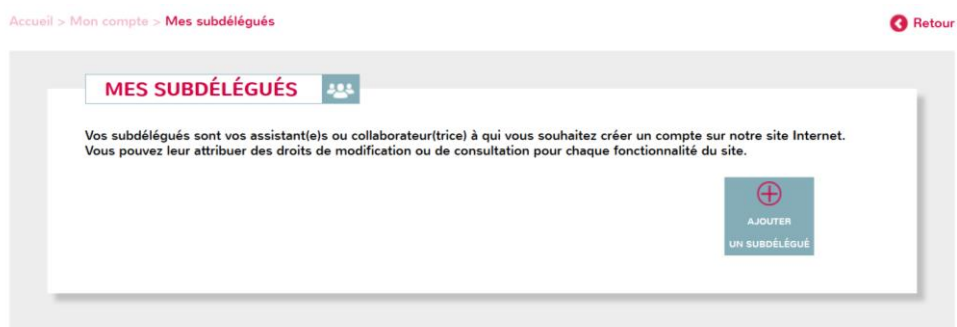 Accueil > Mon compte > Mes subdélégués
Retour
MES SUBDÉLÉGUÉS
Vos subdélégués sont vos assistant(e)s ou collaborateur(trice) à qui vous souhaitez créer un compte sur notre site Internet.
Vous pouvez leur attribuer des droits de modification ou de consultation pour chaque fonctionnalité du site.
AJOUTER
UN SUBDÉLÉGUÉ